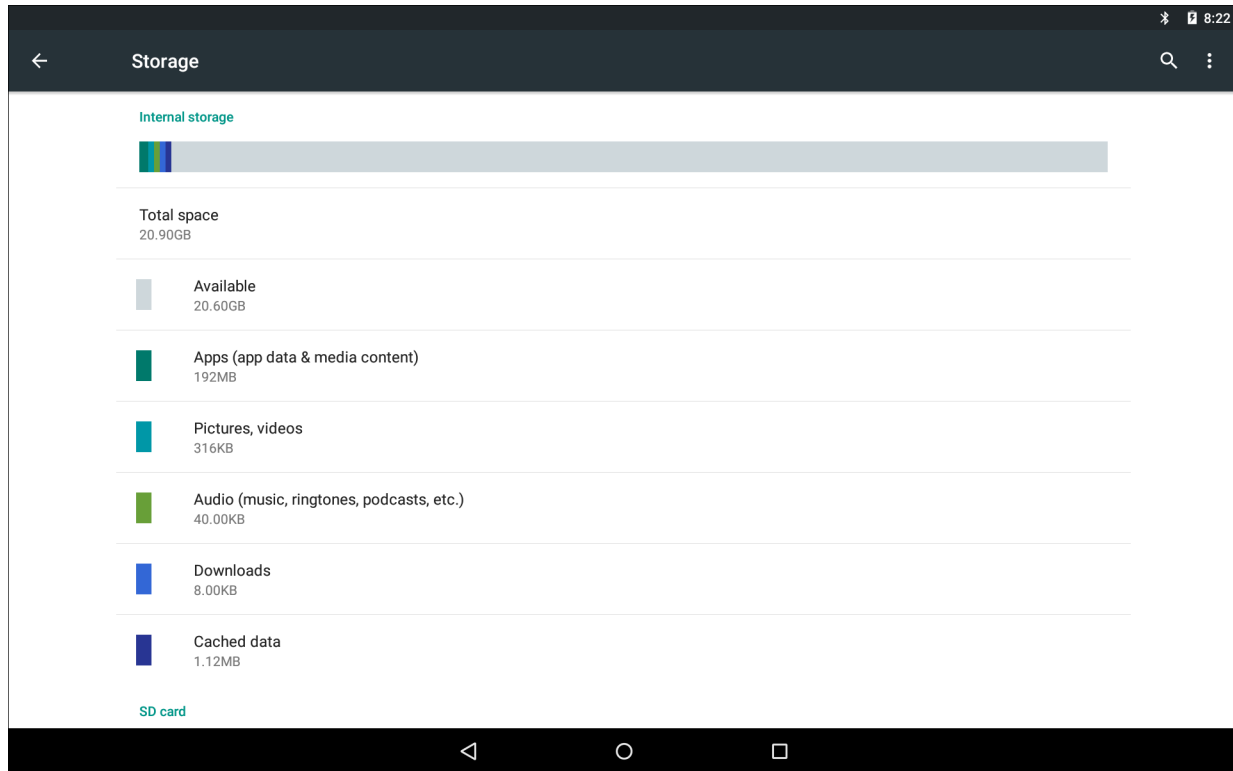 8:22
Storage
Internal storage
Total space
20.90GB
Available
20.60GB
Apps (app data & media content)
192MB
Pictures, videos
316KB
Audio (music, ringtones, podcasts, etc.)
40.00KB
Downloads
8.00KB
Cached data
1.12MB
SD card